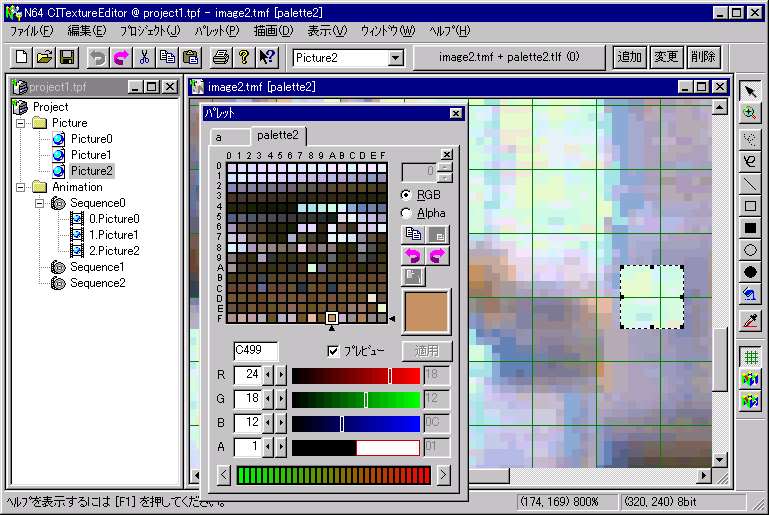 N64 CITextureEditor @ project1.tpf - image2.tmf [palette2]
ファイル(F) 編集(E) プロジェクト(J) パレット(P) 描画(D) 表示(V) ウィンドウ(W) ヘルプ(H)
Picture2 image2.tmf + palette2.tlf (0) 追加 変更 削除
project1.tpf
Project
Picture
Picture0
Picture1
Picture2
Animation
Sequence0
0.Picture0
1.Picture1
2.Picture2
Sequence1
Sequence2
image2.tmf [palette2]
パレット
a palette2
0 1 2 3 4 5 6 7 8 9 A B C D E F
0
1
2
3
4
5
6
7
8
9
A
B
C
D
E
F
0
RGB
Alpha
C499 プレビュー 適用
R 24 18
G 18 12
B 12 0C
A 1 01
ヘルプを表示するには [F1] を押してください。 (174, 169) 800% (320, 240) 8bit